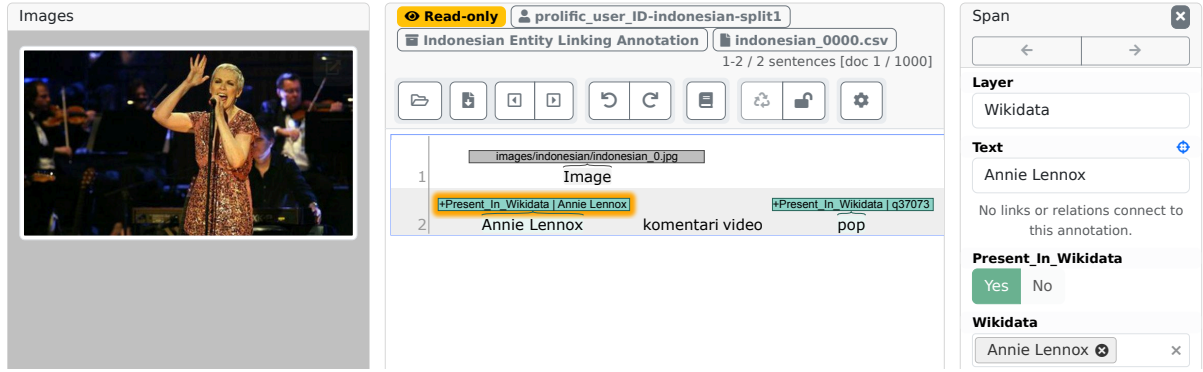 Images
Read-only
prolific_user_ID-indonesian-split1
Indonesian Entity Linking Annotation
indonesian_0000.csv
1-2 / 2 sentences [doc 1 / 1000]
images/indonesian/indonesian_0.jpg
1 Image
+Present_In_Wikidata | Annie Lennox +Present_In_Wikidata | q37073
2 Annie Lennox komentari video pop
Span
Layer
Wikidata
Text
Annie Lennox
No links or relations connect to
this annotation.
Present_In_Wikidata
Yes No
Wikidata
Annie Lennox